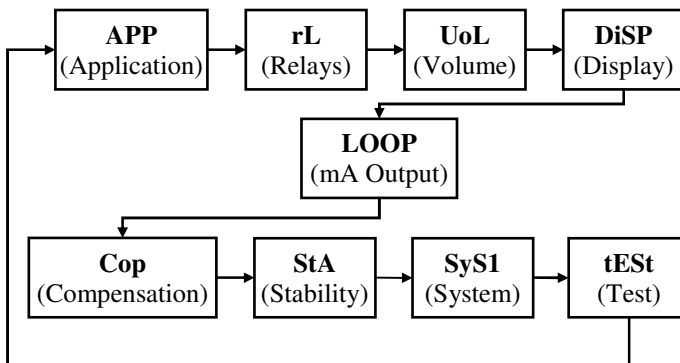 APP
(Application)
rL
(Relays)
UoL
(Volume)
DiSP
(Display)
LOOP
(mA Output)
Cop
(Compensation)
StA
(Stability)
SyS1
(System)
tESt
(Test)